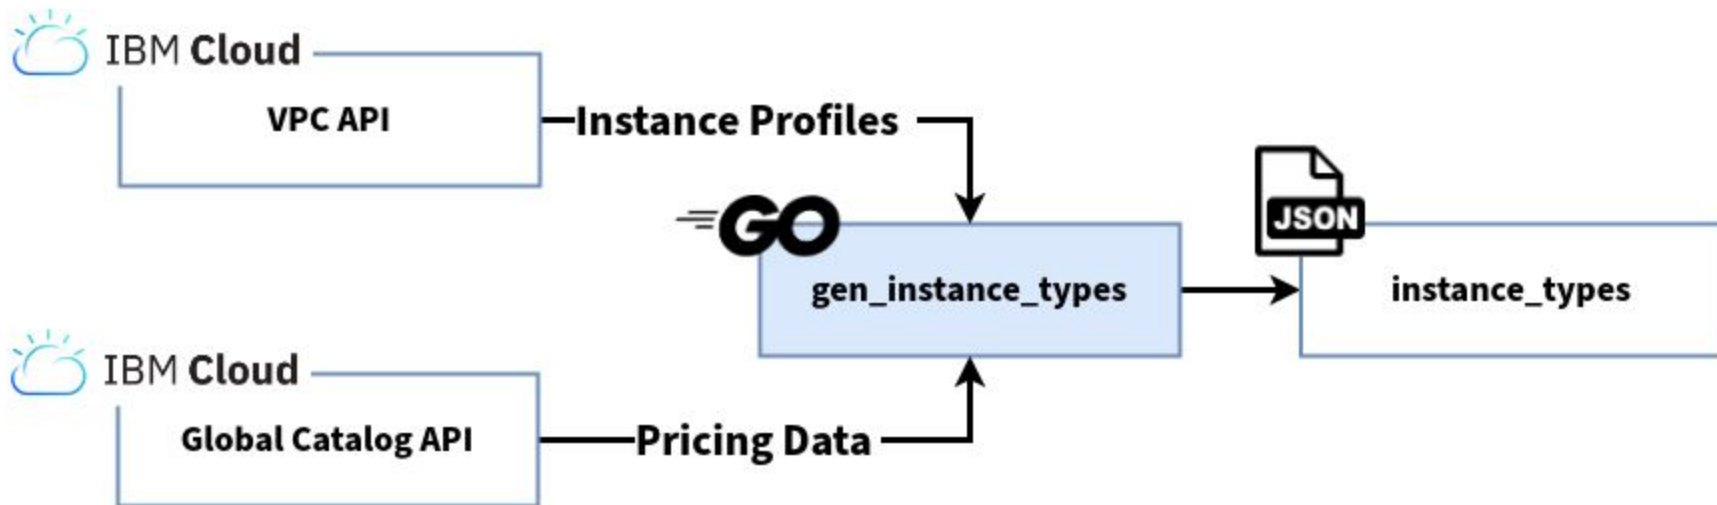 IBM Cloud
VPC API
Instance Profiles
GO
JSON
gen_instance_types
instance_types
IBM Cloud
Global Catalog API
Pricing Data